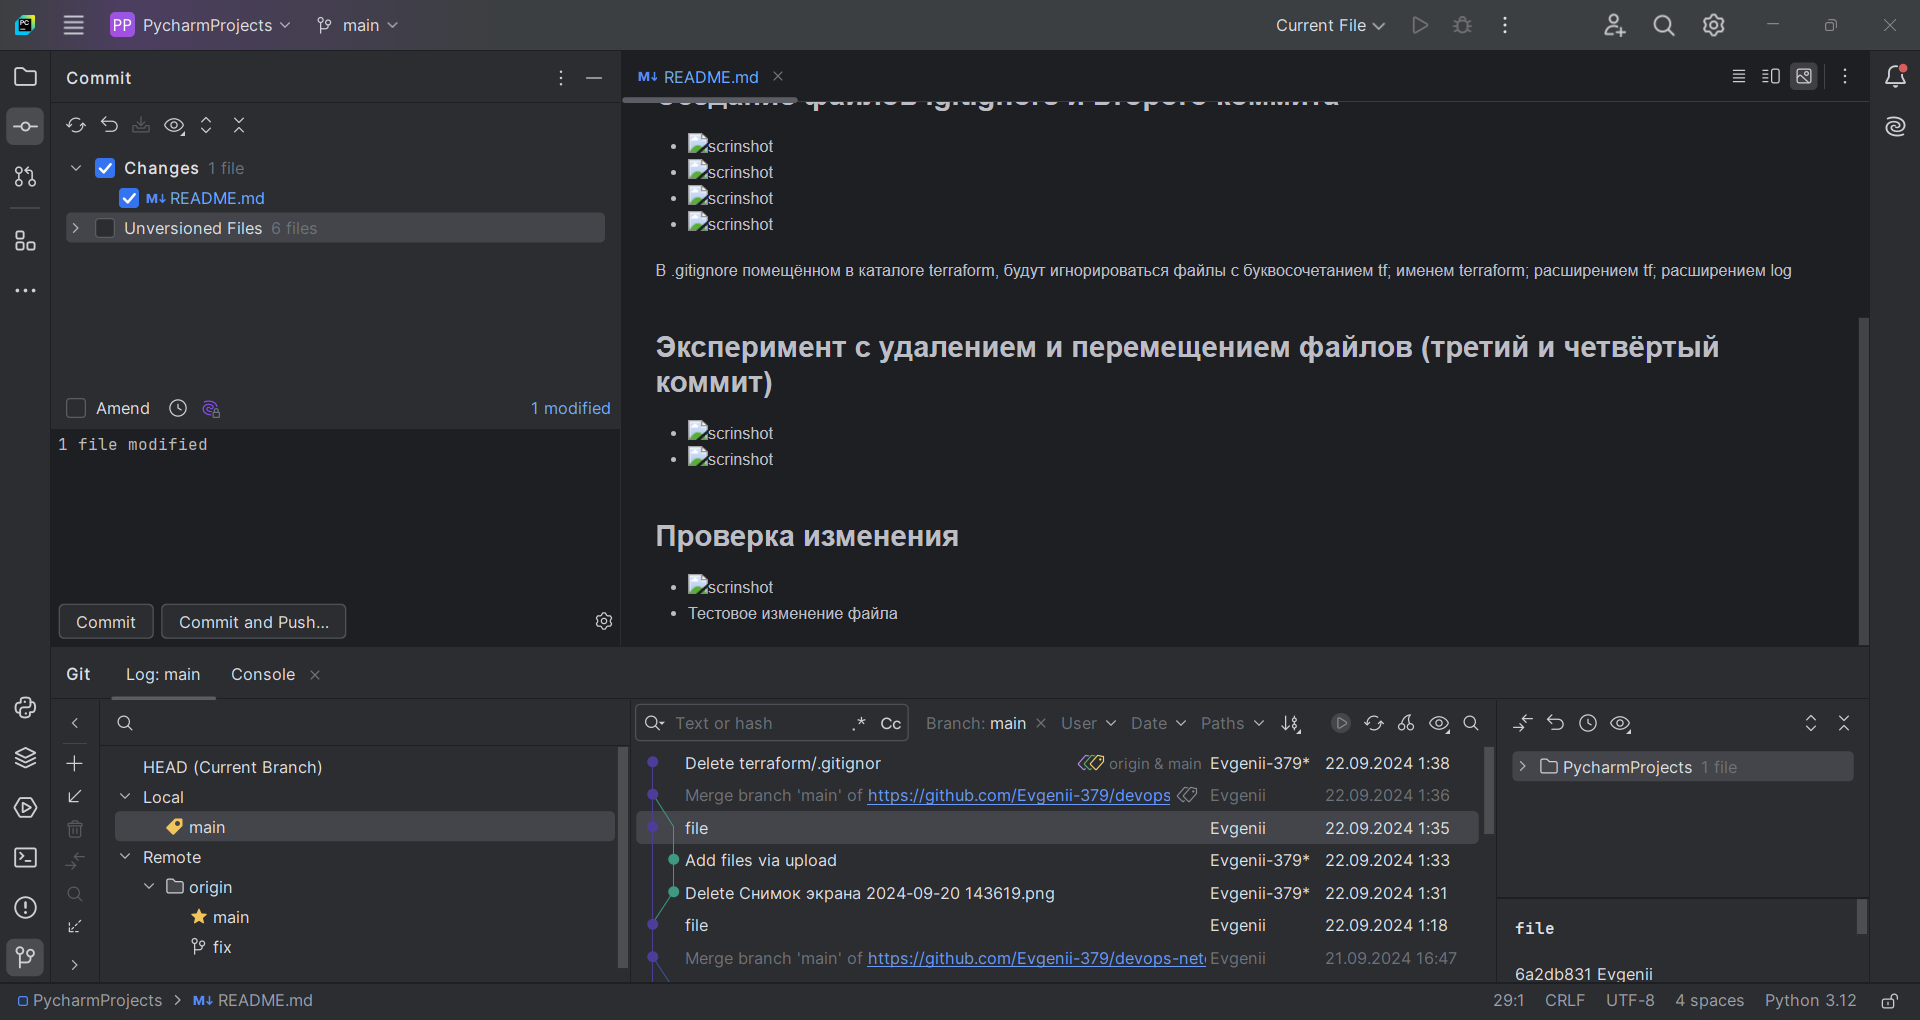 PP PycharmProjects
main
Current File
Commit
README.md
Changes 1 file
README.md
Unversioned Files 6 files
Amend
1 modified
1 file modified
Commit
Commit and Push...
Создание файлов .gitignore и второго коммита
scrinshot
scrinshot
scrinshot
scrinshot
В .gitignore помещённом в каталоге terraform, будут игнорироваться файлы с буквосочетанием tf; именем terraform; расширением tf; расширением log
Эксперимент с удалением и перемещением файлов (третий и четвёртый
коммит)
scrinshot
scrinshot
Проверка изменения
scrinshot
Тестовое изменение файла
Git
Log: main
Console
HEAD (Current Branch)
Local
main
Remote
origin
main
fix
Text or hash
.* Cc
Branch: main
User
Date
Paths
Delete terraform/.gitignor origin & main Evgenii-379* 22.09.2024 1:38
Merge branch 'main' of https://github.com/Evgenii-379/devops Evgenii 22.09.2024 1:36
file Evgenii 22.09.2024 1:35
Add files via upload Evgenii-379* 22.09.2024 1:33
Delete Снимок экрана 2024-09-20 143619.png Evgenii-379* 22.09.2024 1:31
file Evgenii 22.09.2024 1:18
Merge branch 'main' of https://github.com/Evgenii-379/devops-net Evgenii 21.09.2024 16:47
PycharmProjects 1 file
file
6a2db831 Evgenii
PycharmProjects
README.md
29:1 CRLF UTF-8 4 spaces Python 3.12